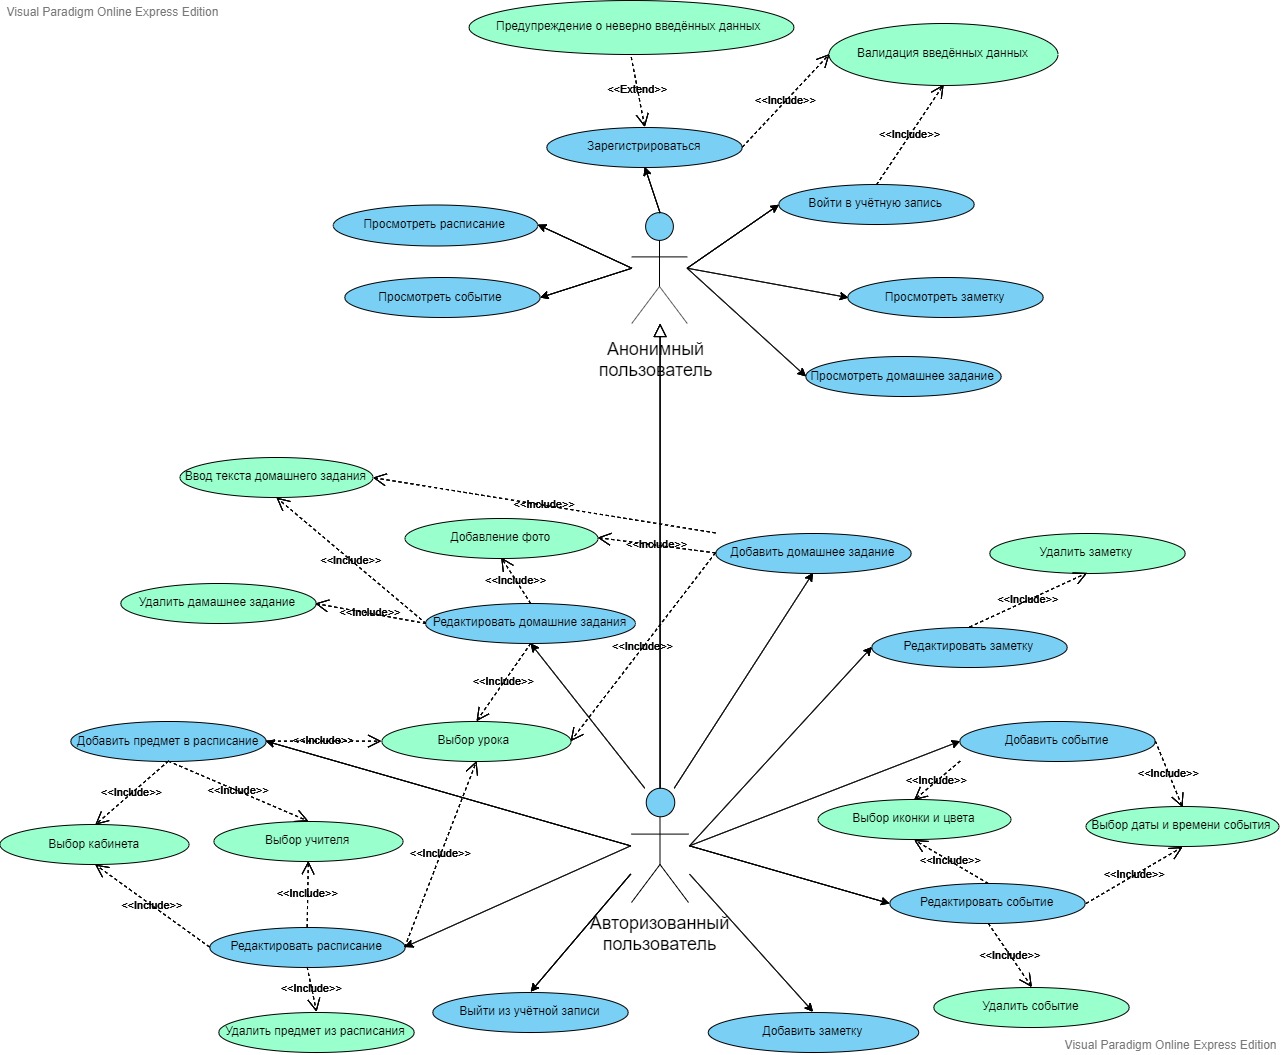 Visual Paradigm Online Express Edition
Предупреждение о неверно введённых данных
Валидация введённых данных
<<Extend>>
<<Include>>
<<Include>>
Зарегистрироваться
Войти в учётную запись
Просмотреть расписание
Просмотреть событие
Просмотреть заметку
Анонимный
пользователь
Просмотреть домашнее задание
Ввод текста домашнего задания
<<Include>>
Добавление фото
<<Include>>
Добавить домашнее задание
Удалить заметку
<<Include>>
<<Include>>
Удалить дамашнее задание
<<Include>>
<<Include>>
Редактировать домашние задания
<<Include>>
Редактировать заметку
<<Include>>
Добавить предмет в расписание
<<Include>>
Выбор урока
Добавить событие
<<Include>>
<<Include>>
<<Include>>
<<Include>>
Выбор иконки и цвета
Выбор даты и времени события
Выбор кабинета
Выбор учителя
<<Include>>
<<Include>>
<<Include>>
<<Include>>
<<Include>>
Редактировать событие
Авторизованный
пользователь
Редактировать расписание
<<Include>>
<<Include>>
Удалить событие
Выйти из учётной записи
Удалить предмет из расписания
Добавить заметку
Visual Paradigm Online Express Edition